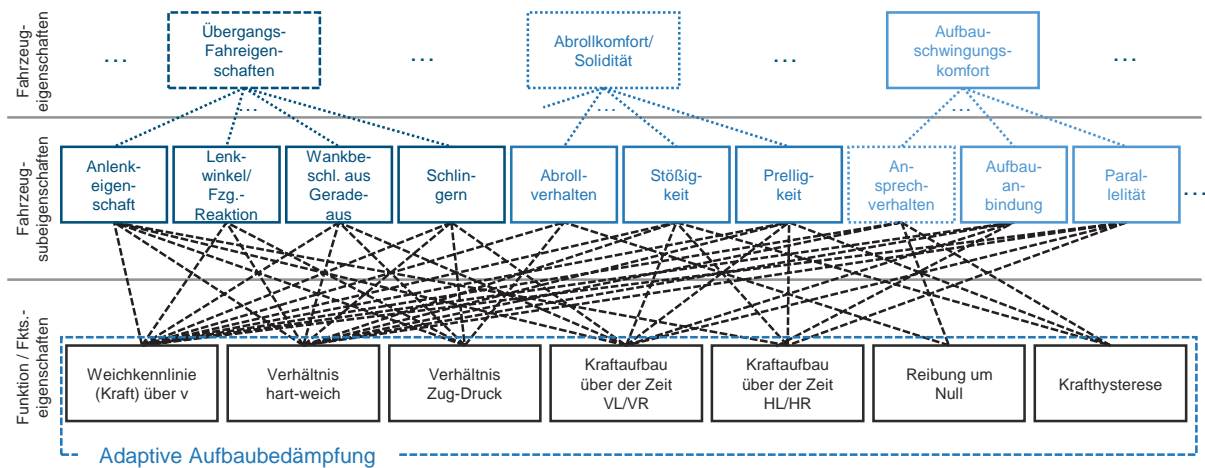 Fahrzeug-
eigenschaften
...
Übergangs-
Fahreigen-
schaften
...
Abrollkomfort/
Solidität
...
Aufbau-
schwingungs-
komfort
...
...
...
...
Fahrzeug-
subeigenschaften
Anlenk-
eigen-
schaft
Lenk-
winkel/
Fzg.-
Reaktion
Wankbe-
schl. aus
Gerade-
aus
Schlin-
gern
Abroll-
verhalten
Stößig-
keit
Prellig-
keit
An-
sprech-
verhalten
Aufbau-
an-
bindung
Paral-
lelität
...
Funktion / Fkts.-
eigenschaften
Weichkennlinie
(Kraft) über v
Verhältnis
hart-weich
Verhältnis
Zug-Druck
Kraftaufbau
über der Zeit
VL/VR
Kraftaufbau
über der Zeit
HL/HR
Reibung um
Null
Krafthysterese
Adaptive Aufbaubedämpfung